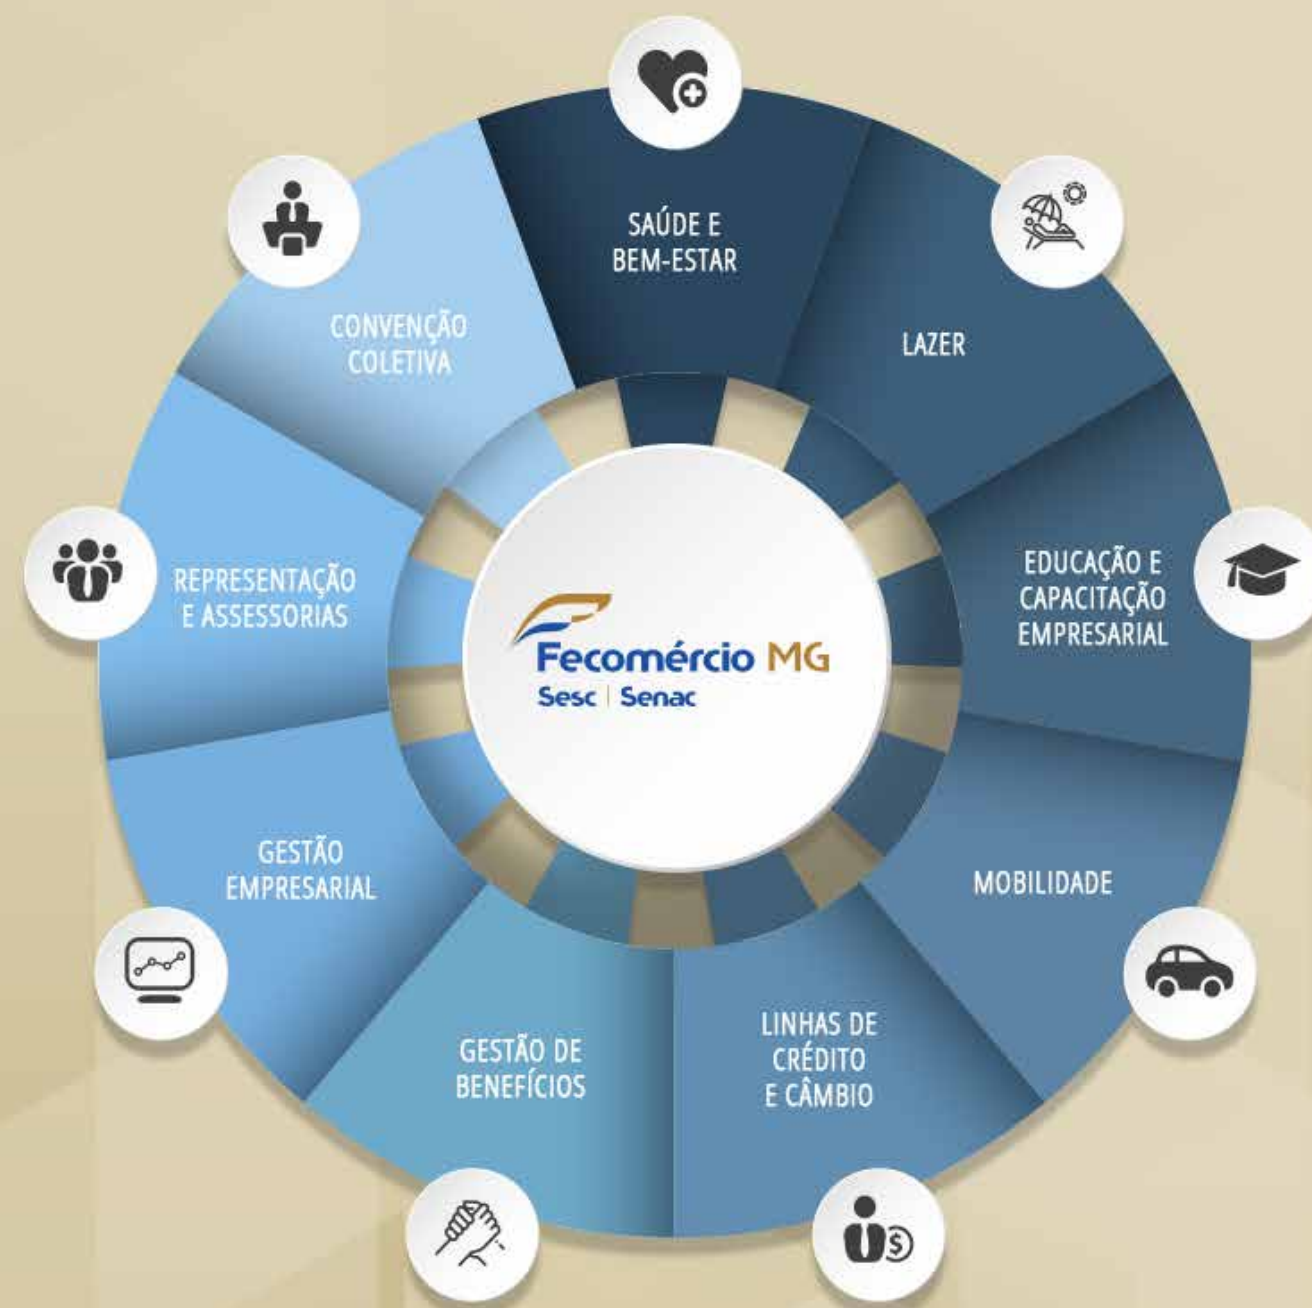 SAÚDE E
BEM-ESTAR
LAZER
EDUCAÇÃO E
CAPACITAÇÃO
EMPRESARIAL
MOBILIDADE
LINHAS DE
CRÉDITO
E CÂMBIO
GESTÃO DE
BENEFÍCIOS
GESTÃO
EMPRESARIAL
REPRESENTAÇÃO
E ASSESSORIAS
CONVENÇÃO
COLETIVA
Fecomércio MG
Sesc | Senac
$